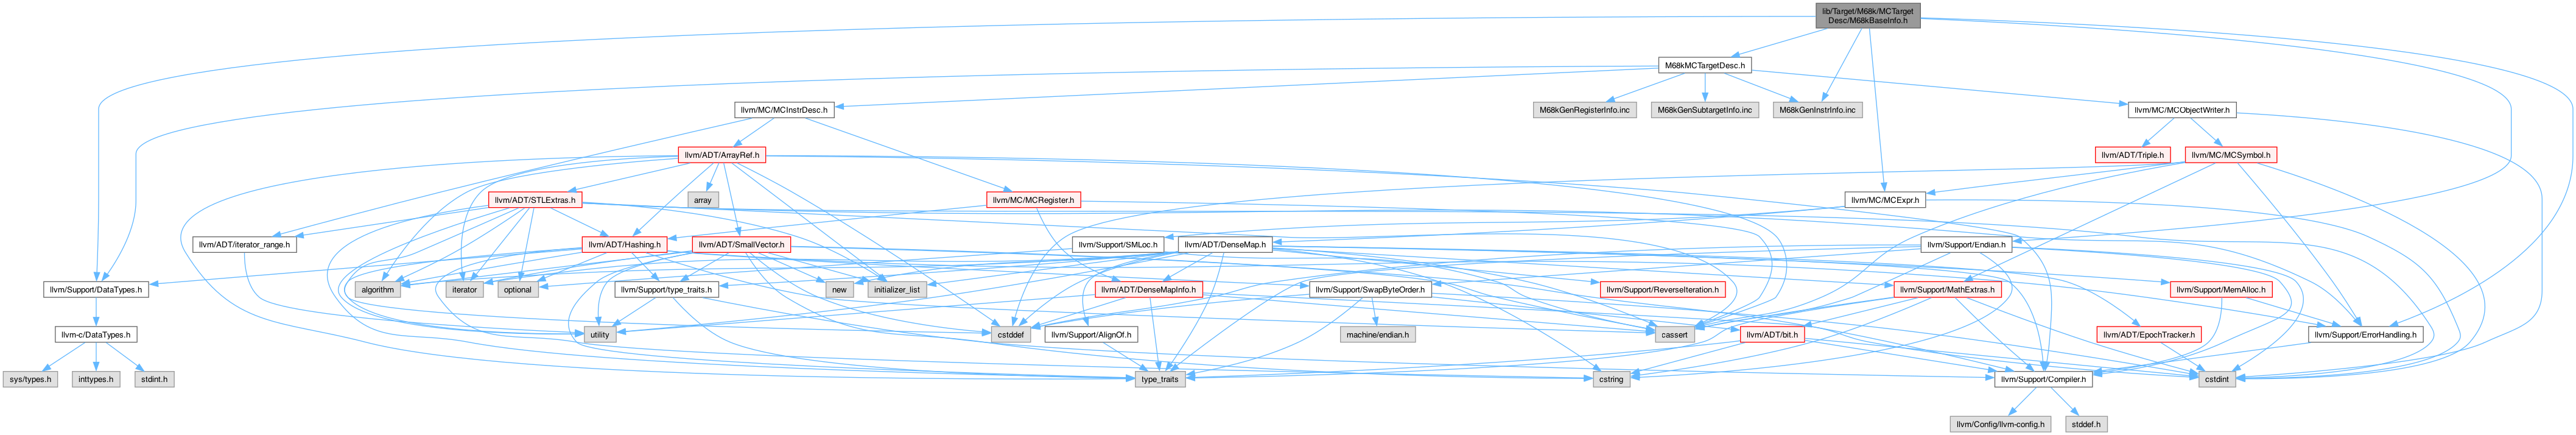 lib/Target/M68k/MCTarget
Desc/M68kBaseInfo.h
M68kMCTargetDesc.h
llvm/MC/MCInstrDesc.h
M68kGenRegisterInfo.inc
M68kGenSubtargetInfo.inc
M68kGenInstrInfo.inc
llvm/MC/MCObjectWriter.h
llvm/ADT/ArrayRef.h
llvm/ADT/Triple.h
llvm/MC/MCSymbol.h
llvm/ADT/STLExtras.h
array
llvm/MC/MCRegister.h
llvm/MC/MCExpr.h
llvm/ADT/iterator_range.h
llvm/ADT/Hashing.h
llvm/ADT/SmallVector.h
llvm/Support/SMLoc.h
llvm/ADT/DenseMap.h
llvm/Support/Endian.h
llvm/Support/DataTypes.h
algorithm
iterator
optional
llvm/Support/type_traits.h
new
initializer_list
llvm/ADT/DenseMapInfo.h
llvm/Support/SwapByteOrder.h
llvm/Support/ReverseIteration.h
llvm/Support/MathExtras.h
llvm/Support/MemAlloc.h
llvm-c/DataTypes.h
utility
cstddef
llvm/Support/AlignOf.h
machine/endian.h
cassert
llvm/ADT/bit.h
llvm/ADT/EpochTracker.h
llvm/Support/ErrorHandling.h
sys/types.h
inttypes.h
stdint.h
type_traits
cstring
llvm/Support/Compiler.h
cstdint
llvm/Config/llvm-config.h
stddef.h